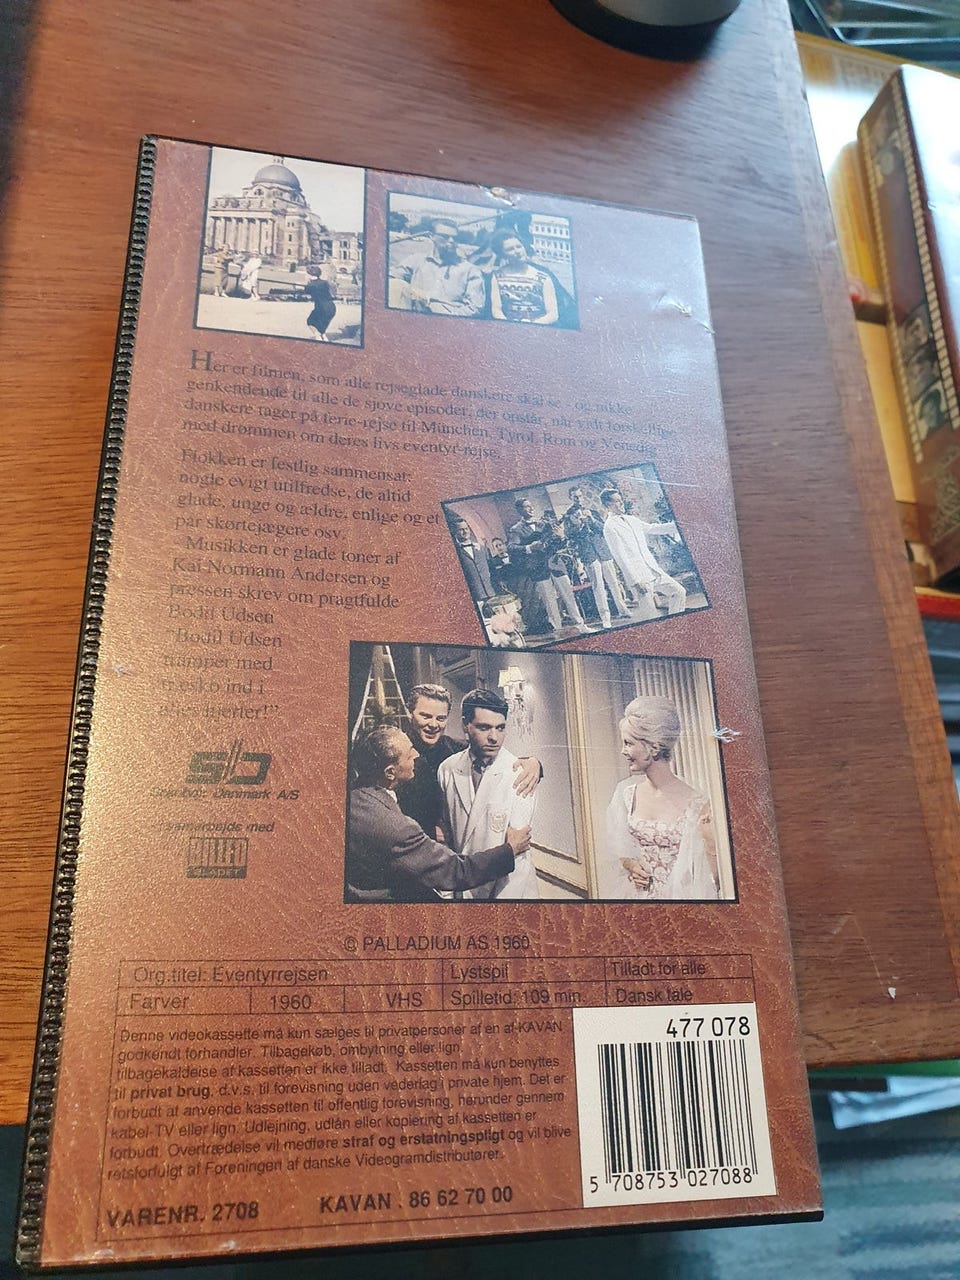 Her er filmen, som alle rejseglade danskere skal se - og nikke
genkendende til alle de sjove episoder, der opstår, når vidt forskellige
danskere tager på ferie-rejse til München, Tyrol, Rom og Venedig
med drømmen om deres livs eventyr-rejse.
Flokken er festlig sammensat:
nogle evigt utilfredse, de altid
glade, unge og ældre, enlige og et
par skørtejægere osv.
Musikken er glade toner af
Kai Normann Andersen og
pressen skrev om pragtfulde
Bodil Udsen
"Bodil Udsen
tramper med
træsko ind i
alles hjerter!"
Danmark A/S
I samarbejde med
BILLED
BLADET
© PALLADIUM AS 1960
Org.titel: Eventyrrejsen Lystspil Tilladt for alle
Farver 1960 VHS Spilletid: 109 min. Dansk tale
Denne videokassette må kun sælges til privatpersoner af en af KAVAN
godkendt forhandler. Tilbagekøb, ombytning eller lign.
tilbagekaldelse af kassetten er ikke tilladt. Kassetten må kun benyttes
til privat brug, d.v.s. til forevisning uden vederlag i private hjem. Det er
forbudt at anvende kassetten til offentlig forevisning, herunder gennem
kabel-TV eller lign. Udlejning, udlån eller kopiering af kassetten er
forbudt. Overtrædelse vil medføre straf og erstatningspligt og vil blive
retsforfulgt af Foreningen af danske Videogramdistributører.
VARENR. 2708 KAVAN . 86 62 70 00
477 078
5 708753 027088